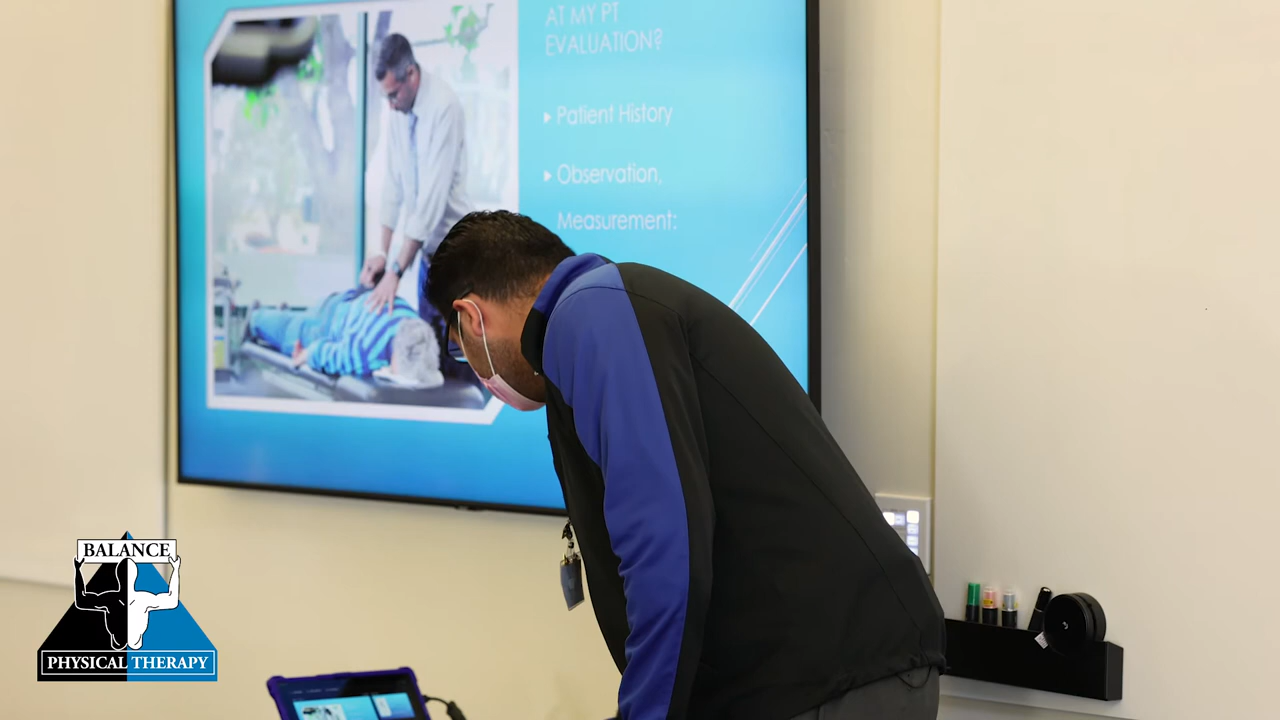 AT MY PT
EVALUATION?
▸ Patient History
▸ Observation,
Measurement:
BALANCE
PHYSICAL THERAPY